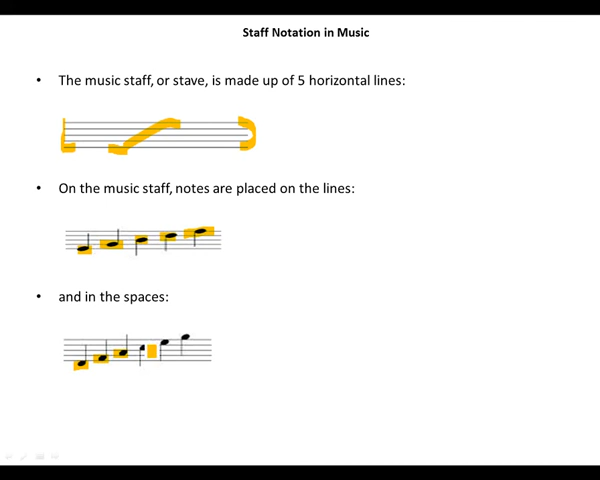 Staff Notation in Music
• The music staff, or stave, is made up of 5 horizontal lines:
• On the music staff, notes are placed on the lines:
• and in the spaces: